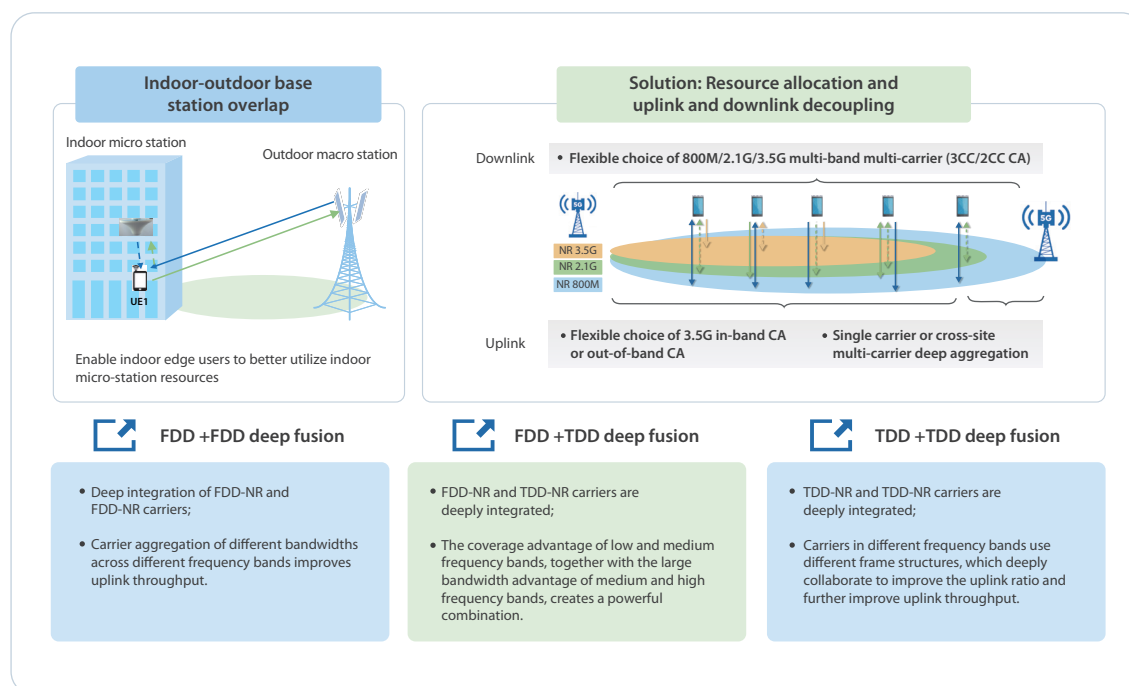 Indoor-outdoor base
station overlap
Indoor micro station
Outdoor macro station
UE1
Enable indoor edge users to better utilize indoor
micro-station resources
Solution: Resource allocation and
uplink and downlink decoupling
Downlink
• Flexible choice of 800M/2.1G/3.5G multi-band multi-carrier (3CC/2CC CA)
5G
5G
NR 3.5G
NR 2.1G
NR 800M
Uplink
• Flexible choice of 3.5G in-band CA
or out-of-band CA
• Single carrier or cross-site
multi-carrier deep aggregation
FDD +FDD deep fusion
• Deep integration of FDD-NR and
FDD-NR carriers;
• Carrier aggregation of different bandwidths
across different frequency bands improves
uplink throughput.
FDD +TDD deep fusion
• FDD-NR and TDD-NR carriers are
deeply integrated;
• The coverage advantage of low and medium
frequency bands, together with the large
bandwidth advantage of medium and high
frequency bands, creates a powerful
combination.
TDD +TDD deep fusion
• TDD-NR and TDD-NR carriers are
deeply integrated;
• Carriers in different frequency bands use
different frame structures, which deeply
collaborate to improve the uplink ratio and
further improve uplink throughput.